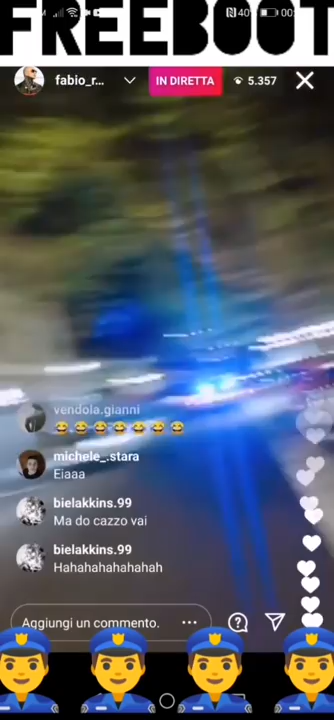 FREEBOOT
fabio_r...
IN DIRETTA
5.357
vendola.gianni
😂😂😂😂😂😂😂
michele_.stara
Eiaaa
bielakkins.99
Ma do cazzo vai
bielakkins.99
Hahahahahahahah
Aggiungi un commento.